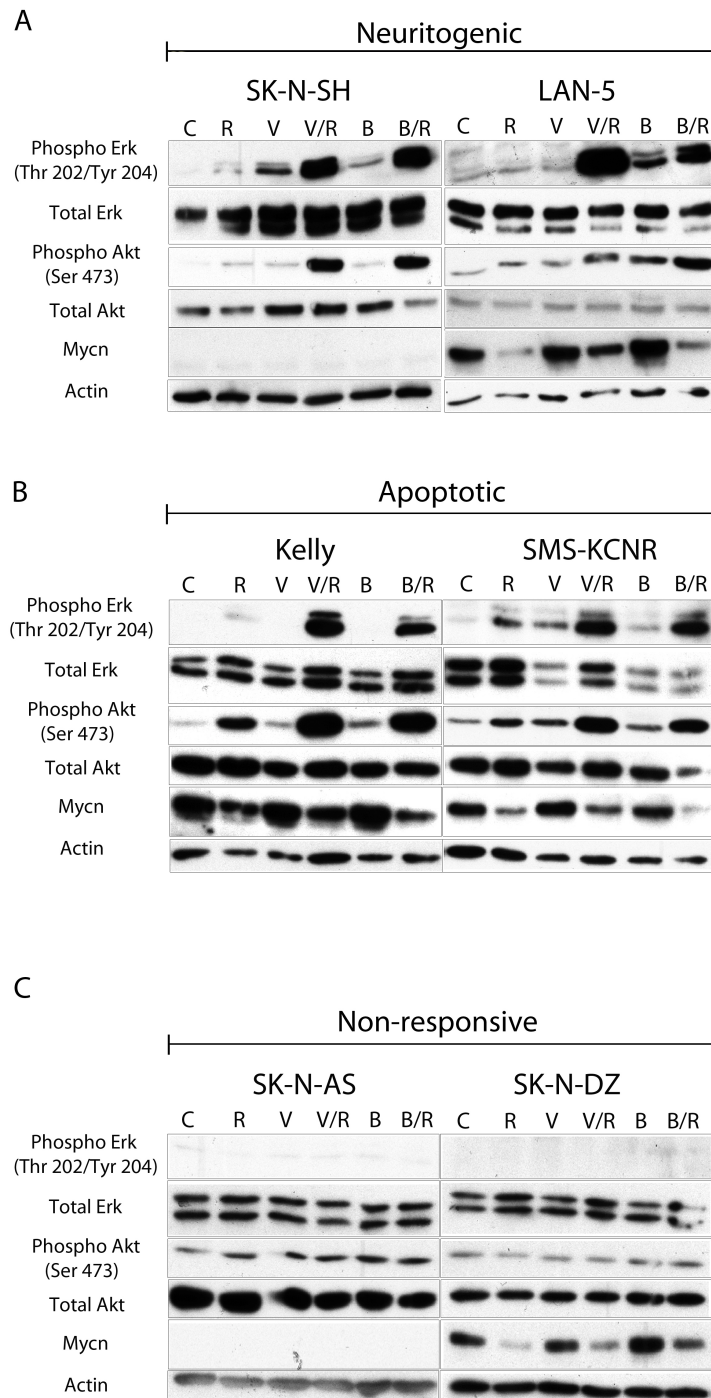 A
Neuritogenic
SK-N-SH LAN-5
C R V V/R B B/R C R V V/R B B/R
Phospho Erk
(Thr 202/Tyr 204)
Total Erk
Phospho Akt
(Ser 473)
Total Akt
Mycn
Actin
B
Apoptotic
Kelly SMS-KCNR
C R V V/R B B/R C R V V/R B B/R
Phospho Erk
(Thr 202/Tyr 204)
Total Erk
Phospho Akt
(Ser 473)
Total Akt
Mycn
Actin
C
Non-responsive
SK-N-AS SK-N-DZ
C R V V/R B B/R C R V V/R B B/R
Phospho Erk
(Thr 202/Tyr 204)
Total Erk
Phospho Akt
(Ser 473)
Total Akt
Mycn
Actin